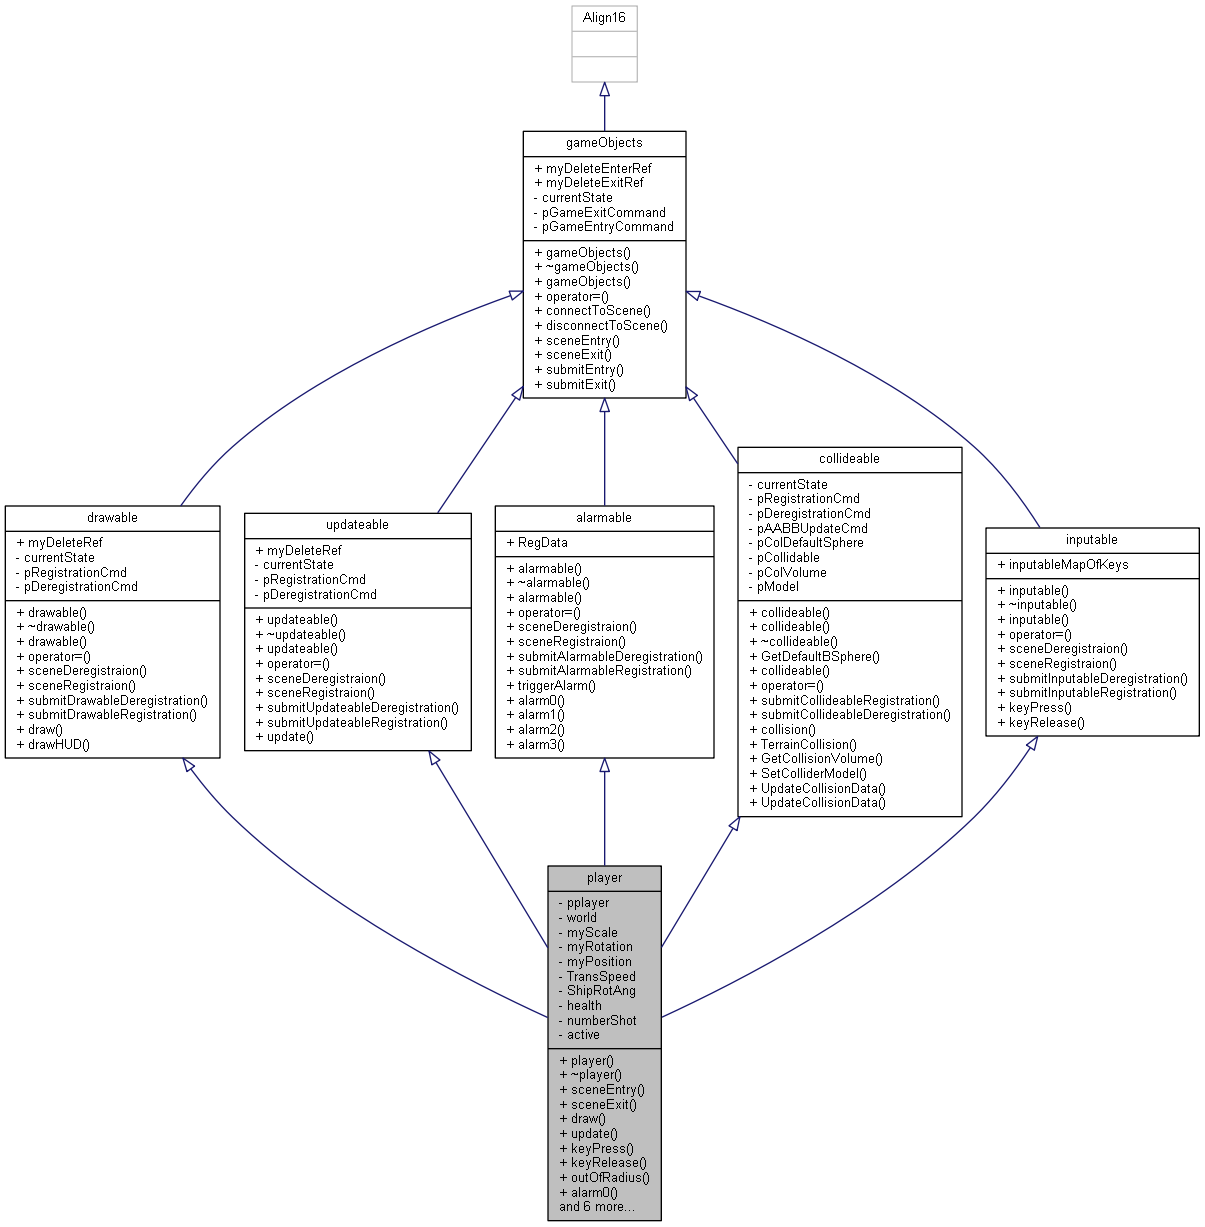 Align16
gameObjects
+ myDeleteEnterRef
+ myDeleteExitRef
- currentState
- pGameExitCommand
- pGameEntryCommand
+ gameObjects()
+ ~gameObjects()
+ gameObjects()
+ operator=()
+ connectToScene()
+ disconnectToScene()
+ sceneEntry()
+ sceneExit()
+ submitEntry()
+ submitExit()
drawable
+ myDeleteRef
- currentState
- pRegistrationCmd
- pDeregistrationCmd
+ drawable()
+ ~drawable()
+ drawable()
+ operator=()
+ sceneDeregistraion()
+ sceneRegistraion()
+ submitDrawableDeregistration()
+ submitDrawableRegistration()
+ draw()
+ drawHUD()
updateable
+ myDeleteRef
- currentState
- pRegistrationCmd
- pDeregistrationCmd
+ updateable()
+ ~updateable()
+ updateable()
+ operator=()
+ sceneDeregistraion()
+ sceneRegistraion()
+ submitUpdateableDeregistration()
+ submitUpdateableRegistration()
+ update()
alarmable
+ RegData
+ alarmable()
+ ~alarmable()
+ alarmable()
+ operator=()
+ sceneDeregistraion()
+ sceneRegistraion()
+ submitAlarmableDeregistration()
+ submitAlarmableRegistration()
+ triggerAlarm()
+ alarm0()
+ alarm1()
+ alarm2()
+ alarm3()
collideable
- currentState
- pRegistrationCmd
- pDeregistrationCmd
- pAABBUpdateCmd
- pColDefaultSphere
- pCollidable
- pColVolume
- pModel
+ collideable()
+ collideable()
+ ~collideable()
+ GetDefaultBSphere()
+ collideable()
+ operator=()
+ submitCollideableRegistration()
+ submitCollideableDeregistration()
+ collision()
+ TerrainCollision()
+ GetCollisionVolume()
+ SetColliderModel()
+ UpdateCollisionData()
+ UpdateCollisionData()
inputable
+ inputableMapOfKeys
+ inputable()
+ ~inputable()
+ inputable()
+ operator=()
+ sceneDeregistraion()
+ sceneRegistraion()
+ submitInputableDeregistration()
+ submitInputableRegistration()
+ keyPress()
+ keyRelease()
player
- pplayer
- world
- myScale
- myRotation
- myPosition
- TransSpeed
- ShipRotAng
- health
- numberShot
- active
+ player()
+ ~player()
+ sceneEntry()
+ sceneExit()
+ draw()
+ update()
+ keyPress()
+ keyRelease()
+ outOfRadius()
+ alarm0()
and 6 more...